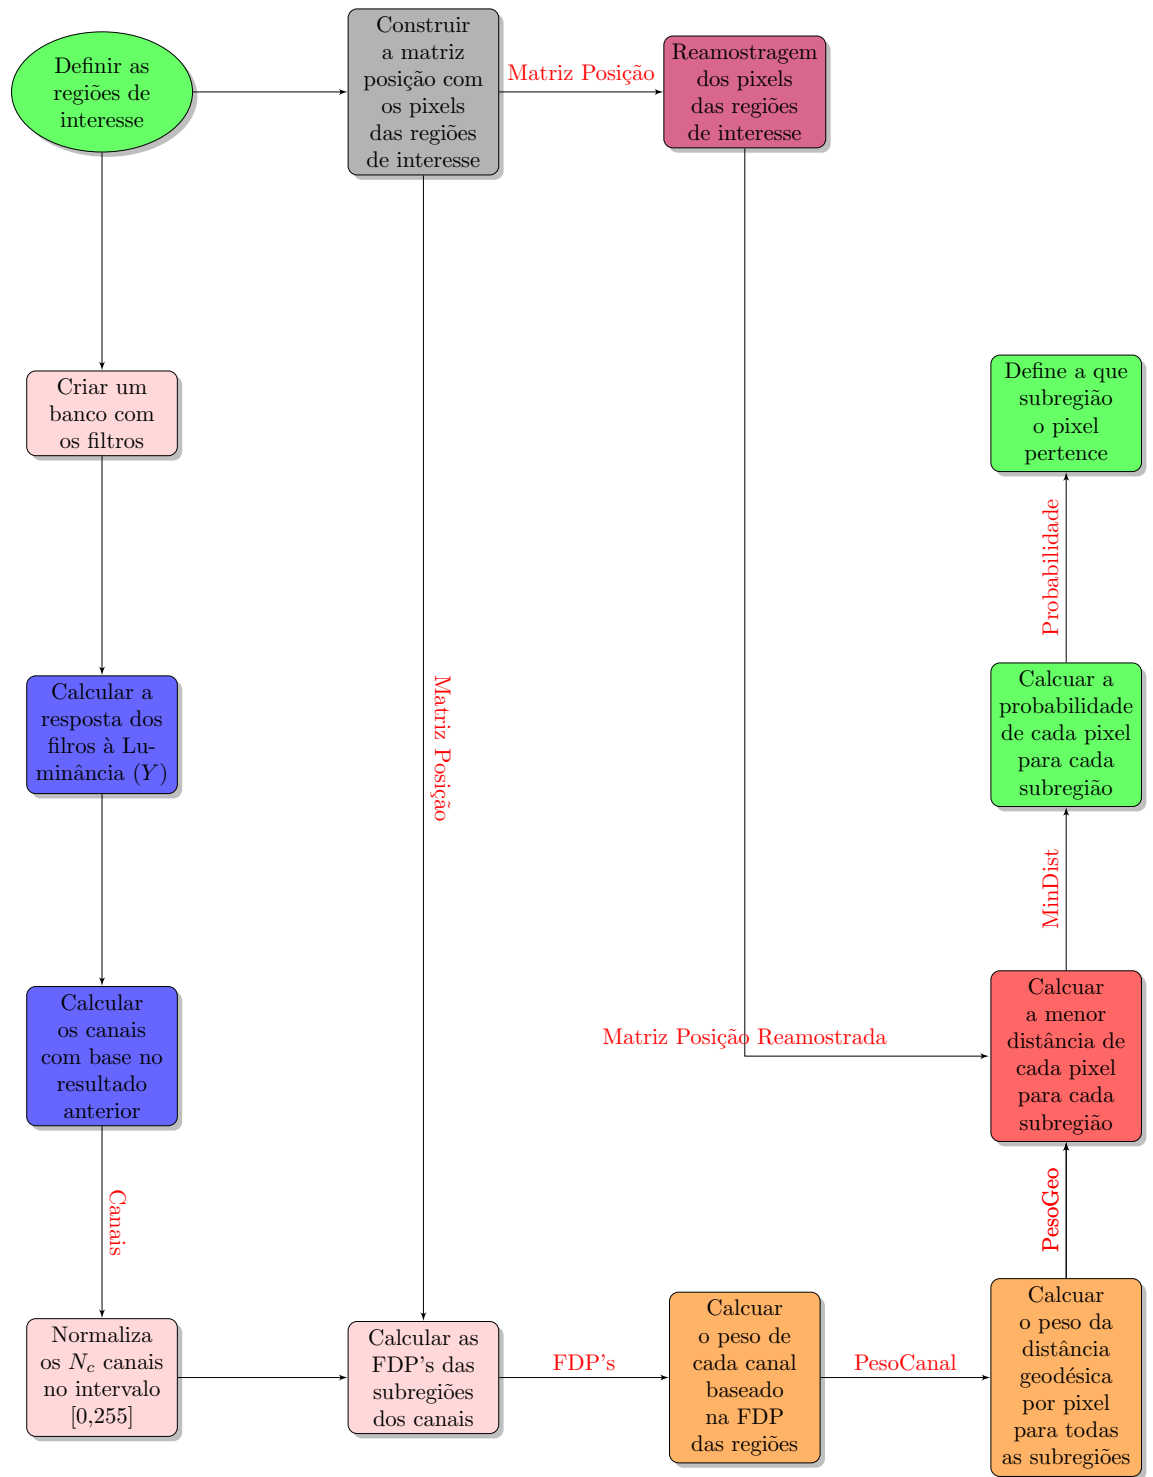 Definir as
regiões de
interesse
Construir
a matriz
posição com
os pixels
das regiões
de interesse
Matriz Posição
Reamostragem
dos pixels
das regiões
de interesse
Criar um
banco com
os filtros
Define a que
subregião
o pixel
pertence
Probabilidade
Calcular a
resposta dos
filros à Lu-
minância (Y)
Matriz Posição
Calcuar a
probabilidade
de cada pixel
para cada
subregião
MinDist
Calcular
os canais
com base no
resultado
anterior
Matriz Posição Reamostrada
Calcuar
a menor
distância de
cada pixel
para cada
subregião
Canais
PesoGeo
Normaliza
os N_c canais
no intervalo
[0,255]
Calcular as
FDP's das
subregiões
dos canais
FDP's
Calcuar
o peso de
cada canal
baseado
na FDP
das regiões
PesoCanal
Calcuar
o peso da
distância
geodésica
por pixel
para todas
as subregiões